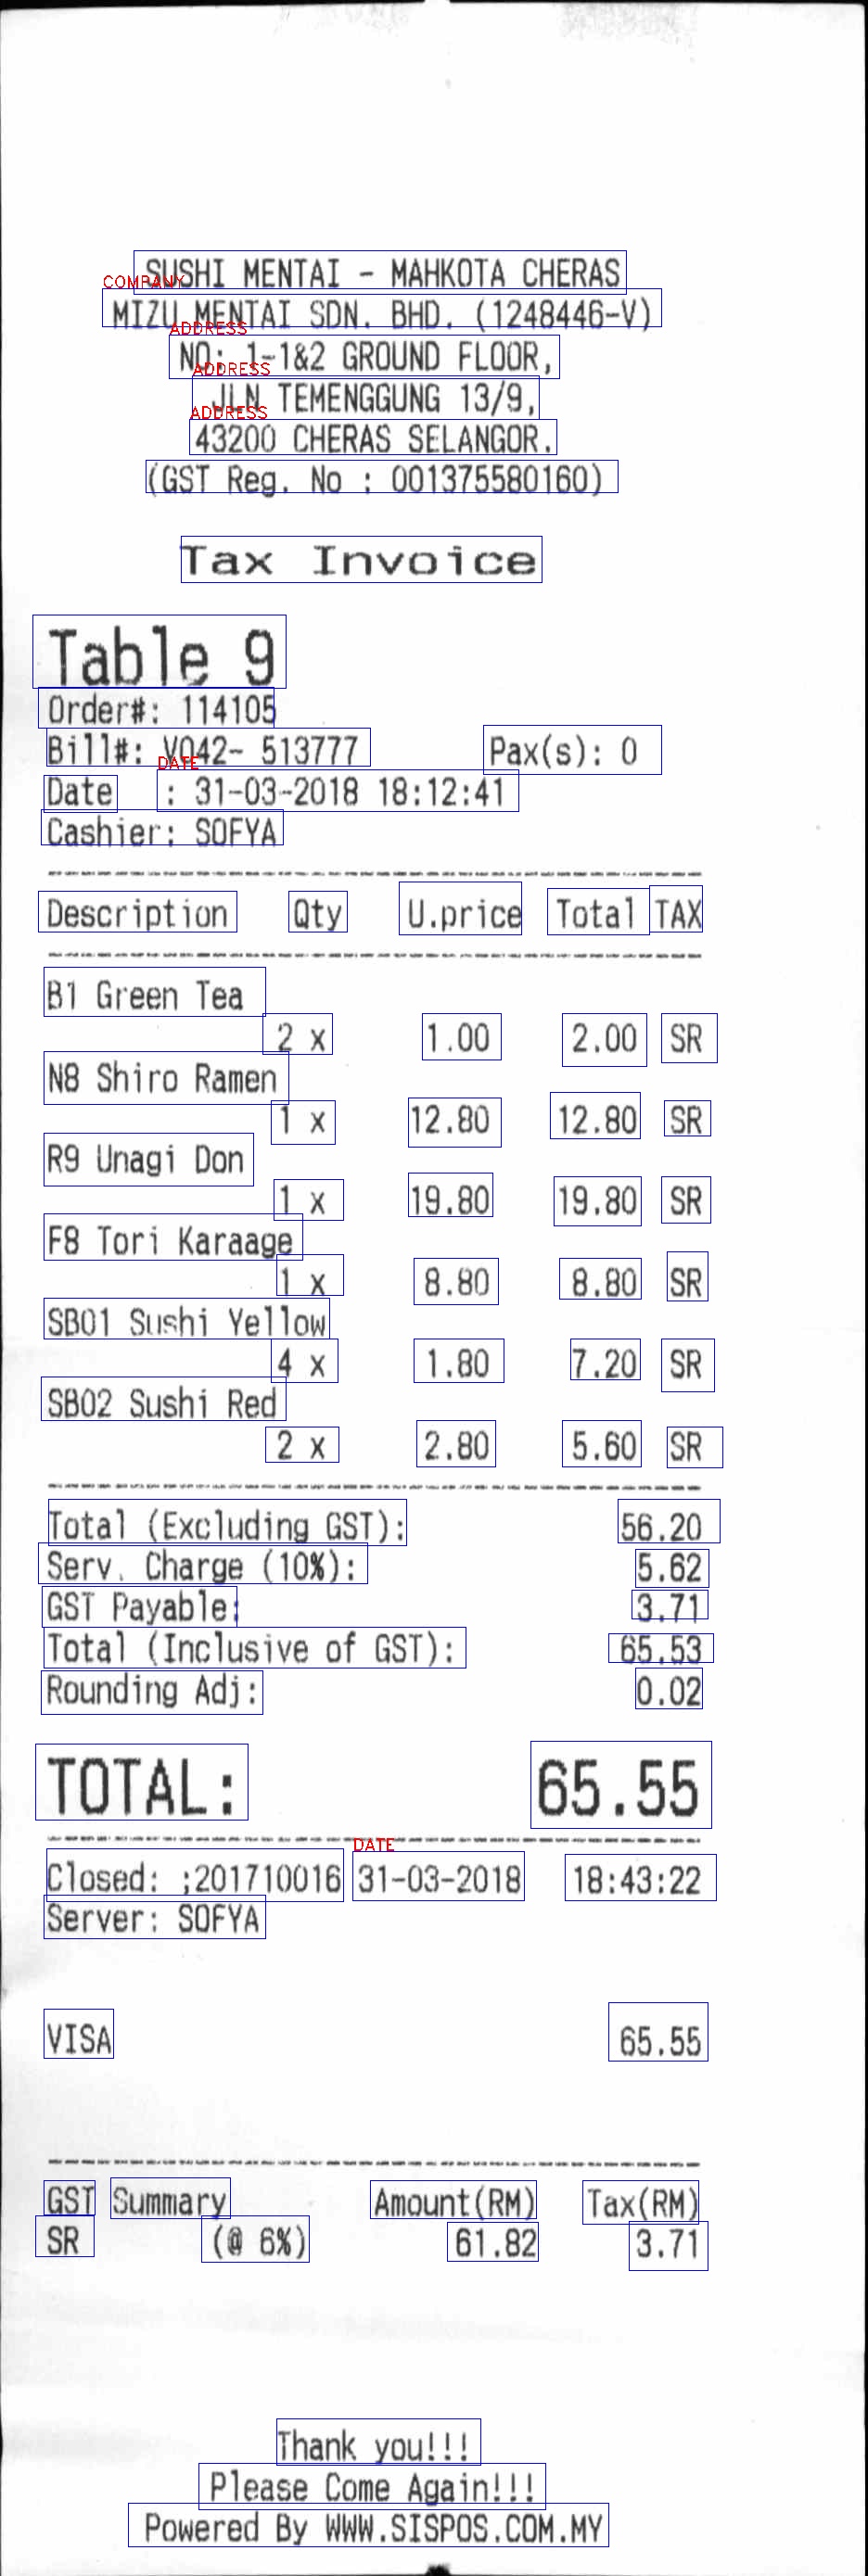 SUSHI MENTAI - MAHKOTA CHERAS
COMPANY
MIZU MENTAI SDN. BHD. (1248446-V)
ADDRESS
NO: 1-1&2 GROUND FLOOR,
ADDRESS
JLN TEMENGGUNG 13/9,
ADDRESS
43200 CHERAS SELANGOR.
(GST Reg. No : 001375580160)
Tax Invoice
Table 9
Order#: 114105
Bill#: V042- 513777 Pax(s): 0
DATE
Date : 31-03-2018 18:12:41
Cashier: SOFYA
Description Qty U.price Total TAX
B1 Green Tea
2 x 1.00 2.00 SR
N8 Shiro Ramen
1 x 12.80 12.80 SR
R9 Unagi Don
1 x 19.80 19.80 SR
F8 Tori Karaage
1 x 8.80 8.80 SR
SB01 Sushi Yellow
4 x 1.80 7.20 SR
SB02 Sushi Red
2 x 2.80 5.60 SR
Total (Excluding GST): 56.20
Serv. Charge (10%): 5.62
GST Payable: 3.71
Total (Inclusive of GST): 65.53
Rounding Adj: 0.02
TOTAL: 65.55
DATE
Closed: ;201710016 31-03-2018 18:43:22
Server: SOFYA
VISA 65.55
GST Summary Amount(RM) Tax(RM)
SR (@ 6%) 61.82 3.71
Thank you!!!
Please Come Again!!!
Powered By WWW.SISPOS.COM.MY